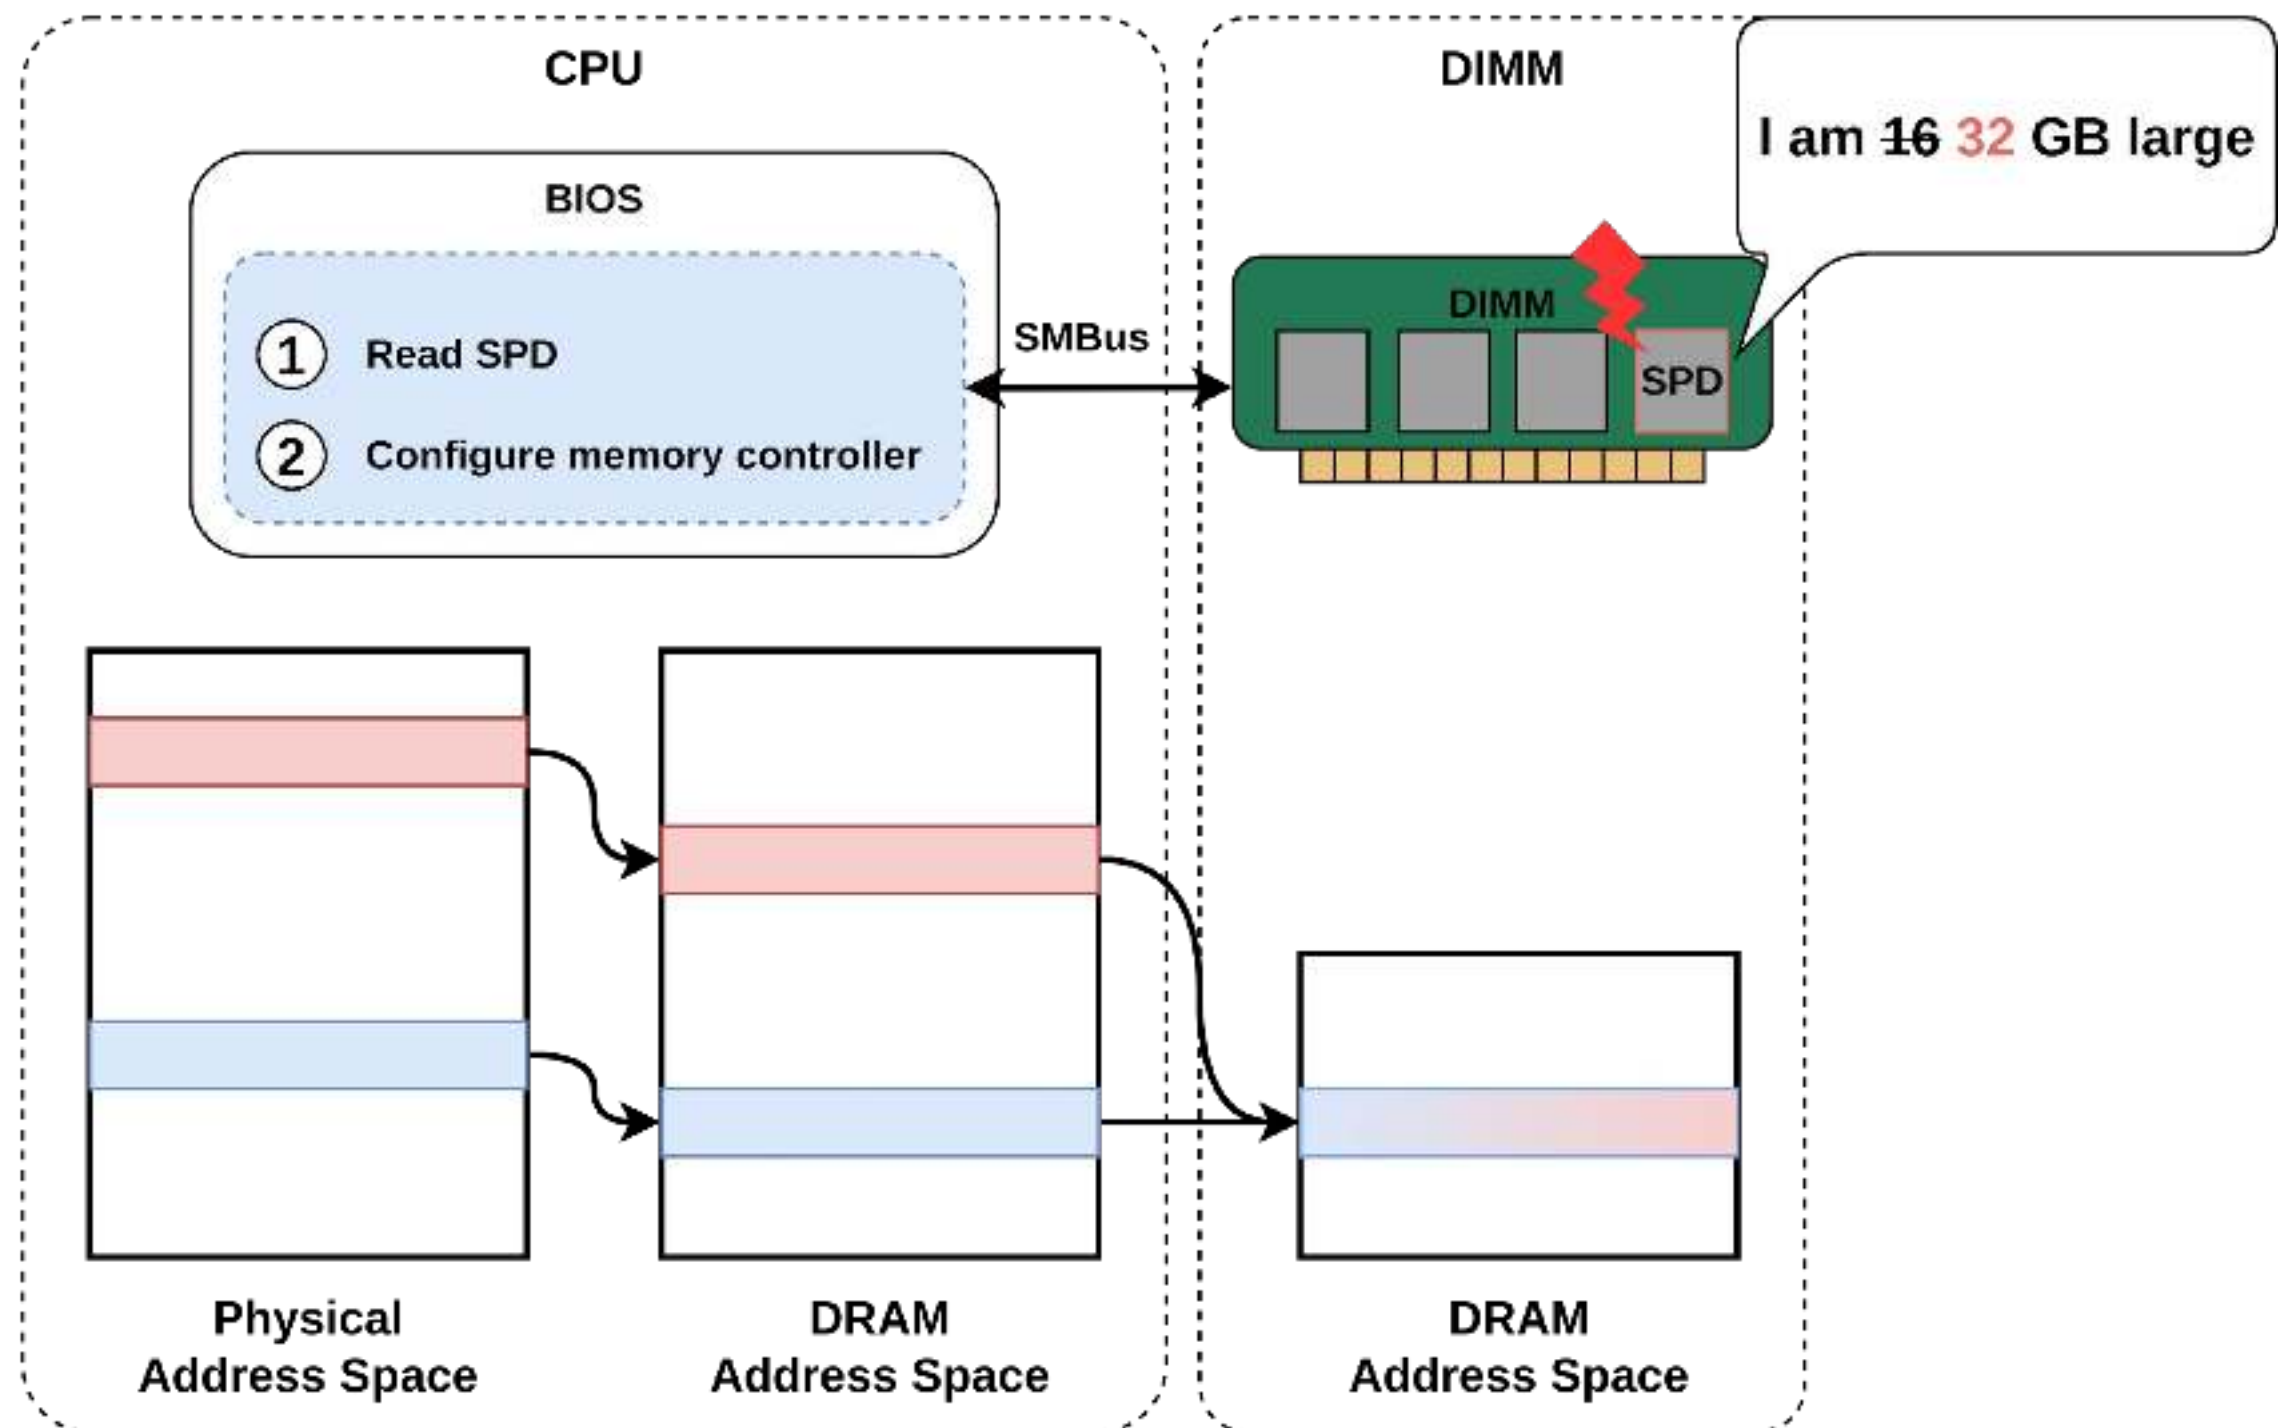 CPU
DIMM
I am 16 32 GB large
BIOS
1 Read SPD
2 Configure memory controller
SMBus
DIMM
SPD
Physical
Address Space
DRAM
Address Space
DRAM
Address Space